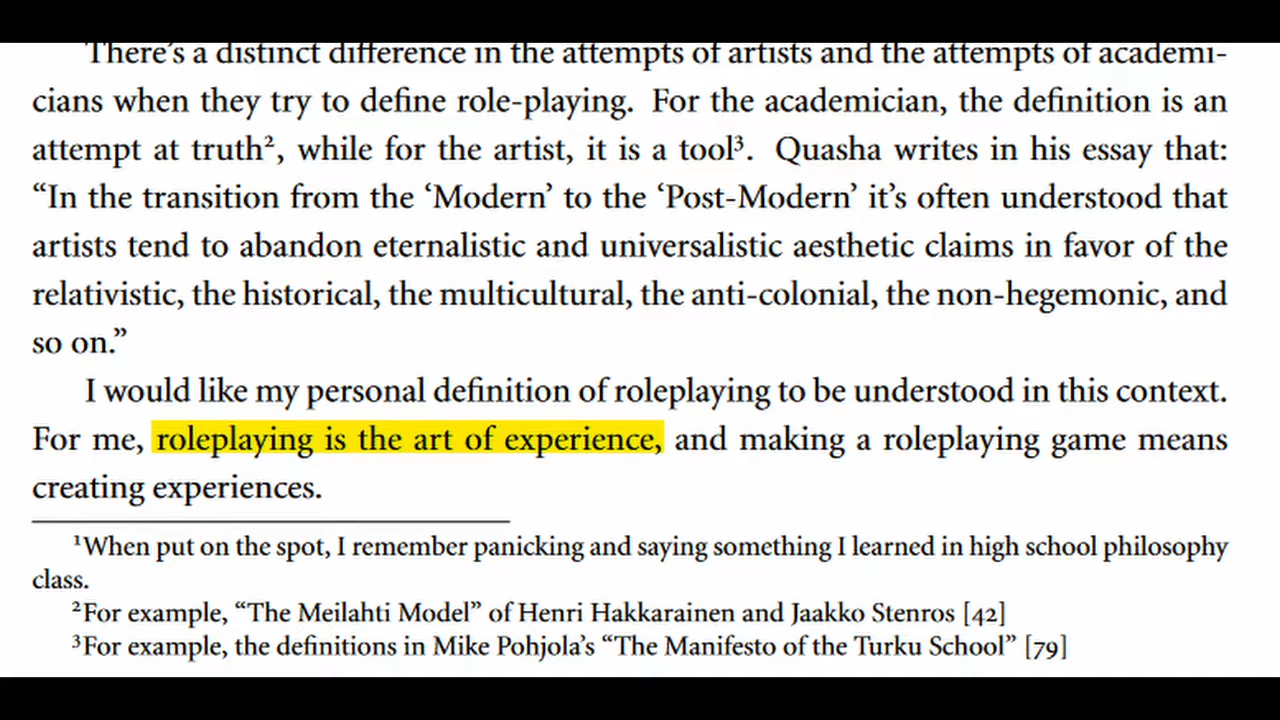 There's a distinct difference in the attempts of artists and the attempts of academi-
cians when they try to define role-playing. For the academician, the definition is an
attempt at truth², while for the artist, it is a tool³. Quasha writes in his essay that:
“In the transition from the ‘Modern’ to the ‘Post-Modern’ it’s often understood that
artists tend to abandon eternalistic and universalistic aesthetic claims in favor of the
relativistic, the historical, the multicultural, the anti-colonial, the non-hegemonic, and
so on.”
I would like my personal definition of roleplaying to be understood in this context.
For me, roleplaying is the art of experience, and making a roleplaying game means
creating experiences.
¹When put on the spot, I remember panicking and saying something I learned in high school philosophy
class.
²For example, “The Meilahti Model” of Henri Hakkarainen and Jaakko Stenros [42]
³For example, the definitions in Mike Pohjola’s “The Manifesto of the Turku School” [79]